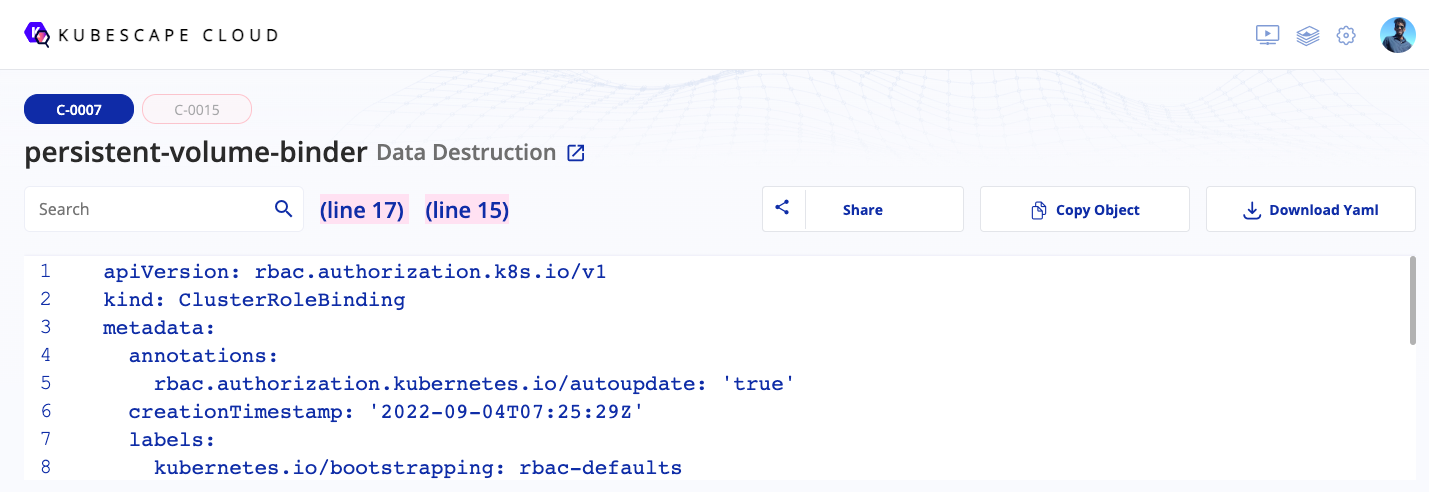 KUBESCAPE CLOUD
C-0007 C-0015
persistent-volume-binder Data Destruction
Search (line 17) (line 15) Share Copy Object Download Yaml
1 apiVersion: rbac.authorization.k8s.io/v1
2 kind: ClusterRoleBinding
3 metadata:
4   annotations:
5     rbac.authorization.kubernetes.io/autoupdate: 'true'
6   creationTimestamp: '2022-09-04T07:25:29Z'
7   labels:
8     kubernetes.io/bootstrapping: rbac-defaults